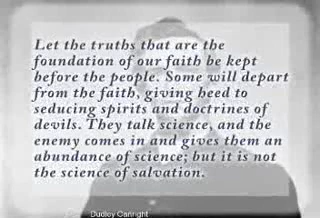 Let the truths that are the
foundation of our faith be kept
before the people. Some will depart
from the faith, giving heed to
seducing spirits and doctrines of
devils. They talk science, and the
enemy comes in and gives them an
abundance of science; but it is not
the science of salvation.
Dudley Canright